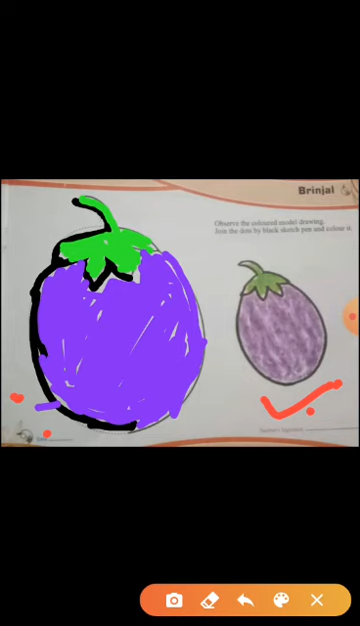 Brinjal
Observe the coloured model drawing.
Join the dots by black sketch pen and colour it.